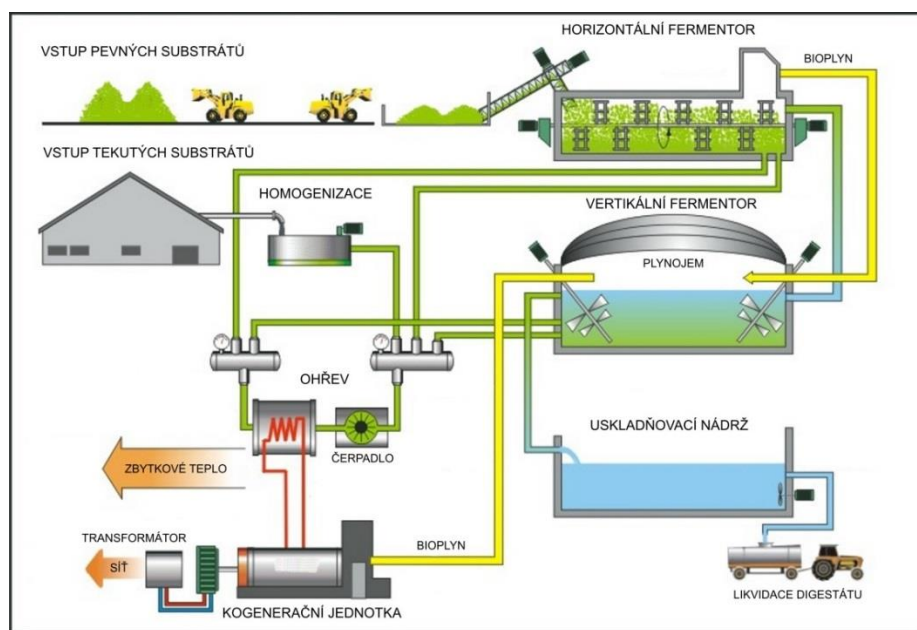 HORIZONTÁLNÍ FERMENTOR
VSTUP PEVNÝCH SUBSTRÁTŮ
BIOPLYN
VSTUP TEKUTÝCH SUBSTRÁTŮ
HOMOGENIZACE
VERTIKÁLNÍ FERMENTOR
PLYNOJEM
OHŘEV
ČERPADLO
USKLADŇOVACÍ NÁDRŽ
ZBYTKOVÉ TEPLO
TRANSFORMÁTOR
BIOPLYN
SÍŤ
KOGENERAČNÍ JEDNOTKA
LIKVIDACE DIGESTÁTU